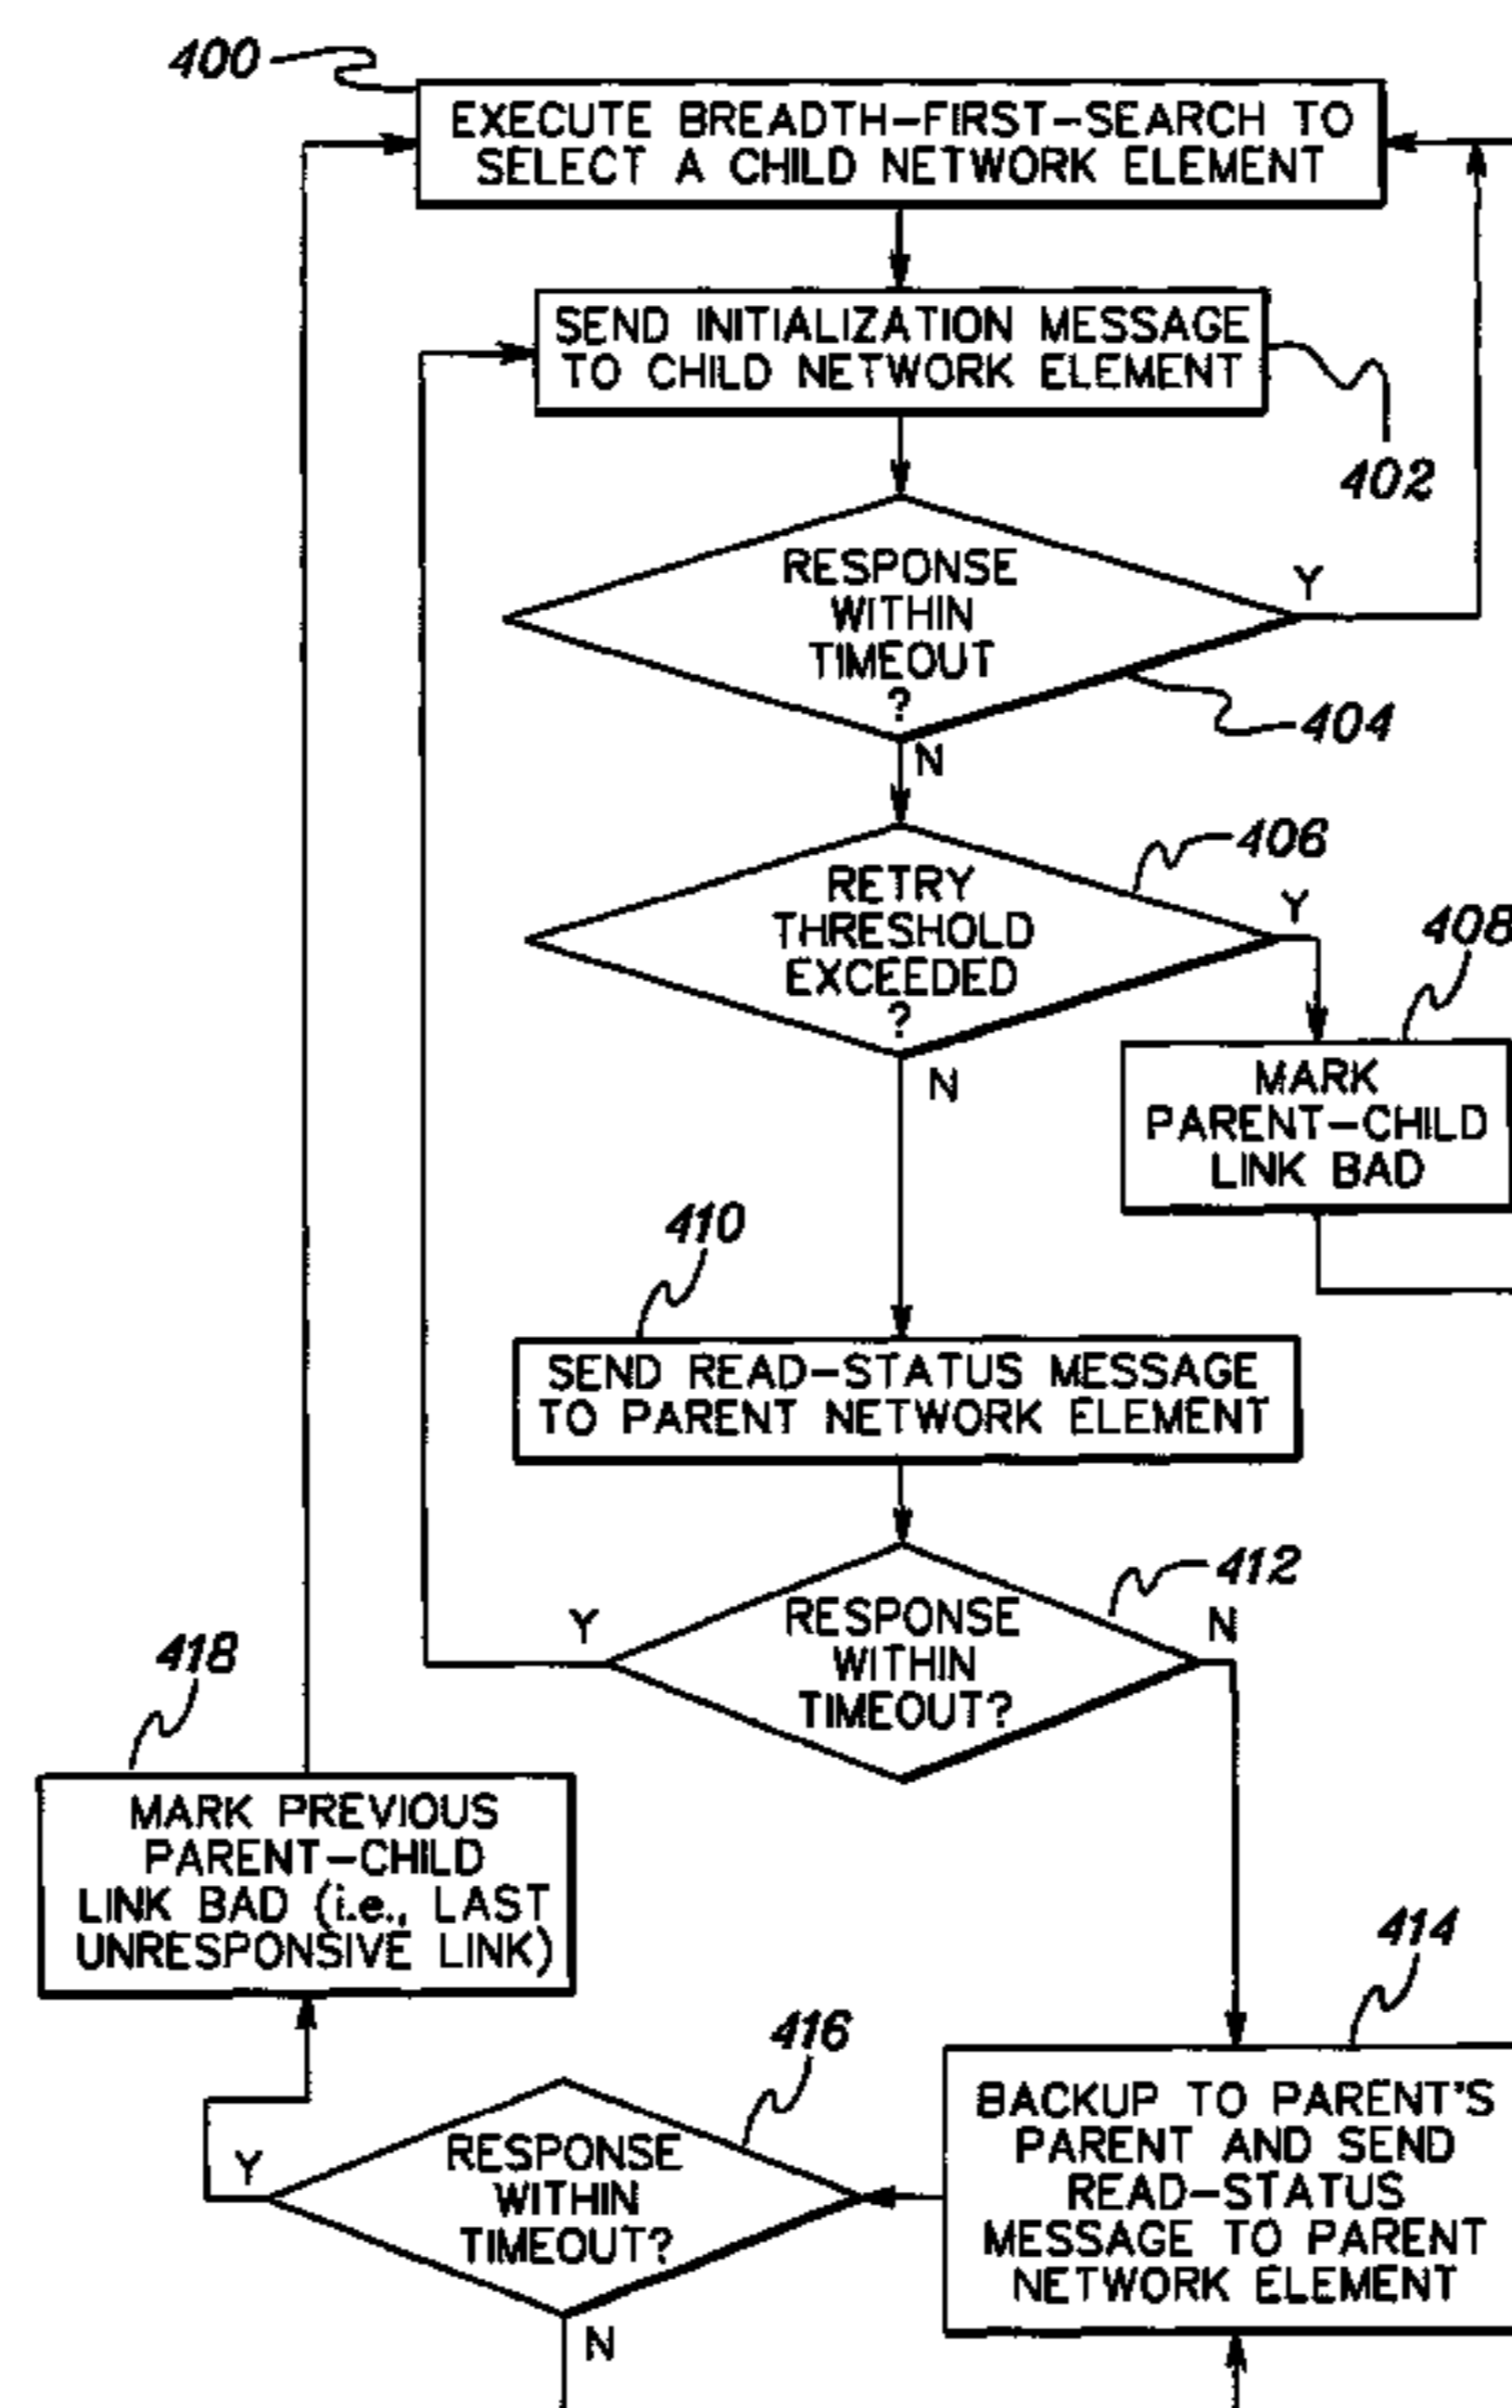 400
EXECUTE BREADTH-FIRST-SEARCH TO
SELECT A CHILD NETWORK ELEMENT
SEND INITIALIZATION MESSAGE
TO CHILD NETWORK ELEMENT
402
RESPONSE
WITHIN
TIMEOUT
?
Y
404
N
406
RETRY
THRESHOLD
EXCEEDED
?
Y
408
N
MARK
PARENT-CHILD
LINK BAD
410
SEND READ-STATUS MESSAGE
TO PARENT NETWORK ELEMENT
412
Y
RESPONSE
WITHIN
TIMEOUT?
N
418
MARK PREVIOUS
PARENT-CHILD
LINK BAD (i.e., LAST
UNRESPONSIVE LINK)
414
416
BACKUP TO PARENT'S
PARENT AND SEND
READ-STATUS
MESSAGE TO PARENT
NETWORK ELEMENT
Y
RESPONSE
WITHIN
TIMEOUT?
N